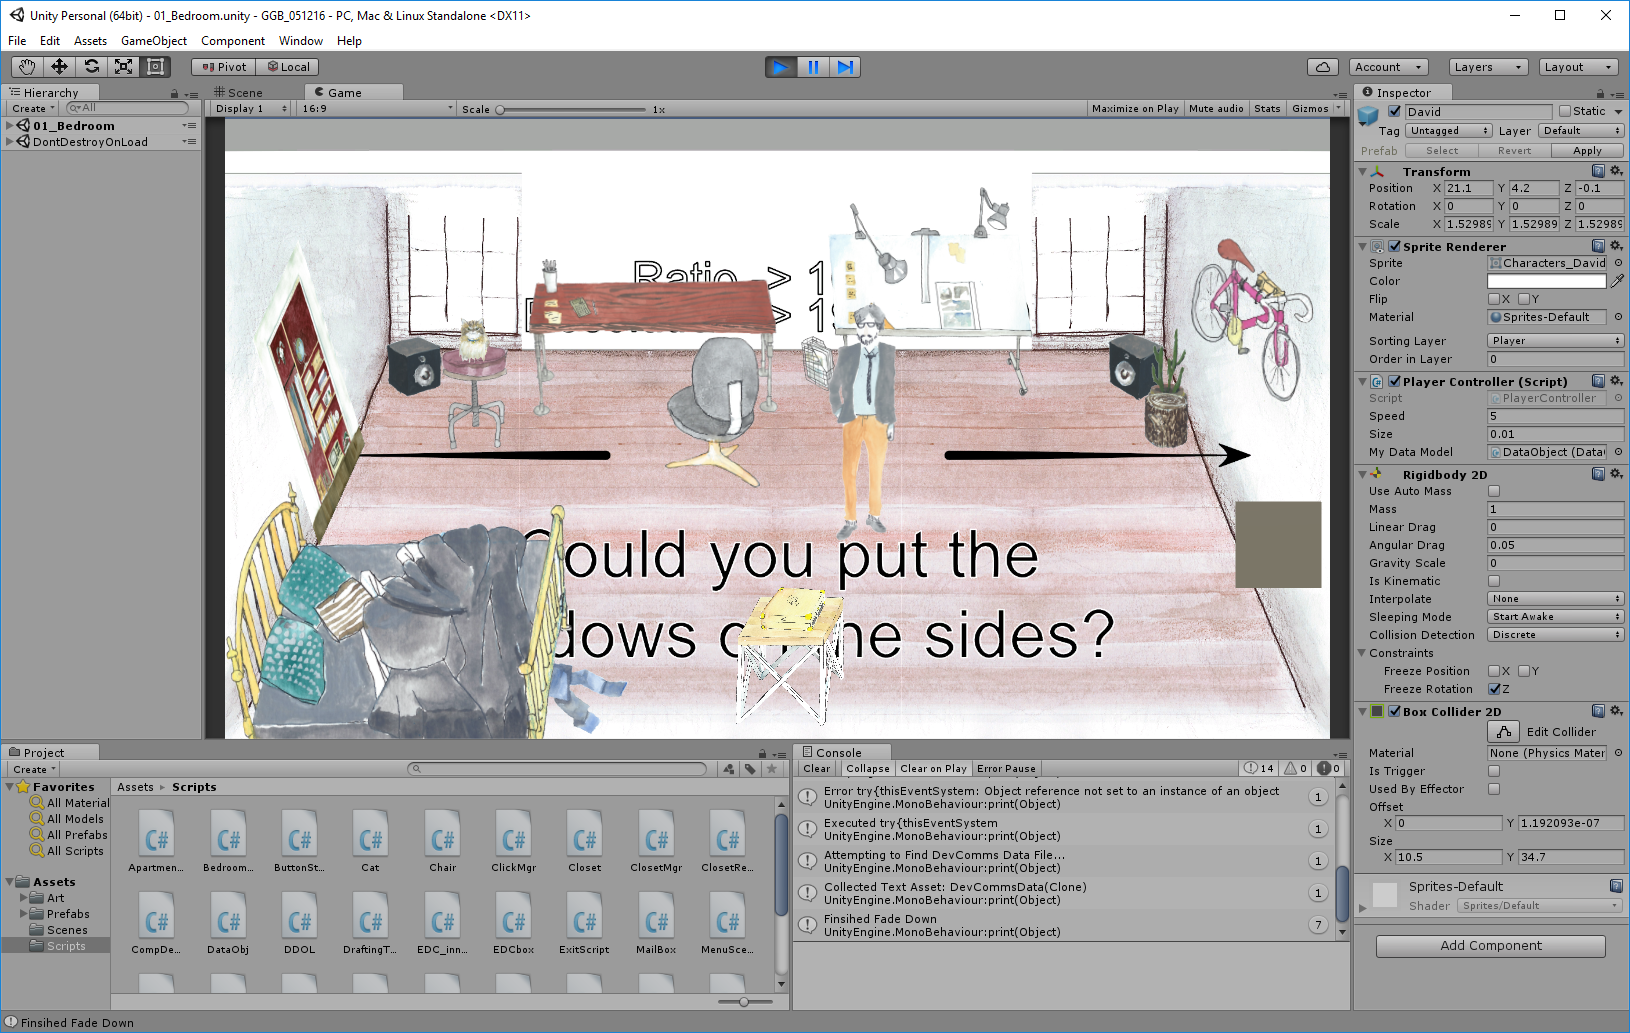 Unity Personal (64bit) - 01_Bedroom.unity - GGB_051216 - PC, Mac & Linux Standalone <DX11>
File Edit Assets GameObject Component Window Help
Pivot Local Account Layers Layout
Hierarchy
Create All
01_Bedroom
DontDestroyOnLoad
Scene Game
Display 1 16:9 Scale 1x Maximize on Play Mute audio Stats Gizmos
Ratio > 1
> 1
Could you put the
dows on the sides?
Inspector
David Static
Tag Untagged Layer Default
Prefab Select Revert Apply
Transform
Position X 21.1 Y 4.2 Z -0.1
Rotation X 0 Y 0 Z 0
Scale X 1.52989 Y 1.52989 Z 1.52989
Sprite Renderer
Sprite Characters_David
Color
Flip X Y
Material Sprites-Default
Sorting Layer Player
Order in Layer 0
Player Controller (Script)
Script PlayerController
Speed 5
Size 0.01
My Data Model DataObject (Data
Rigidbody 2D
Use Auto Mass
Mass 1
Linear Drag 0
Angular Drag 0.05
Gravity Scale 0
Is Kinematic
Interpolate None
Sleeping Mode Start Awake
Collision Detection Discrete
Constraints
Freeze Position X Y
Freeze Rotation Z
Box Collider 2D
Edit Collider
Material None (Physics Mater
Is Trigger
Used By Effector
Offset
X 0 Y 1.192093e-07
Size
X 10.5 Y 34.7
Sprites-Default
Shader Sprites/Default
Add Component
Project
Create
Favorites
All Material
All Models
All Prefabs
All Scripts
Assets
Art
Prefabs
Scenes
Scripts
Assets Scripts
Apartmen... Bedroom... ButtonSt... Cat Chair ClickMgr Closet ClosetMgr ClosetRe...
CompDe... DataObj DDOL DraftingT... EDC_inn... EDCbox ExitScript MailBox MenuSce...
Console
Clear Collapse Clear on Play Error Pause 14 0 0
Error try{thisEventSystem: Object reference not set to an instance of an object
UnityEngine.MonoBehaviour:print(Object) 1
Executed try{thisEventSystem
UnityEngine.MonoBehaviour:print(Object) 1
Attempting to Find DevComms Data File...
UnityEngine.MonoBehaviour:print(Object) 1
Collected Text Asset: DevCommsData(Clone)
UnityEngine.MonoBehaviour:print(Object) 1
Finsihed Fade Down
UnityEngine.MonoBehaviour:print(Object) 7
Finsihed Fade Down